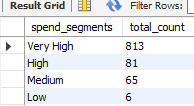 Result Grid Filter Rows:
spend_segments total_count
Very High 813
High 81
Medium 65
Low 6